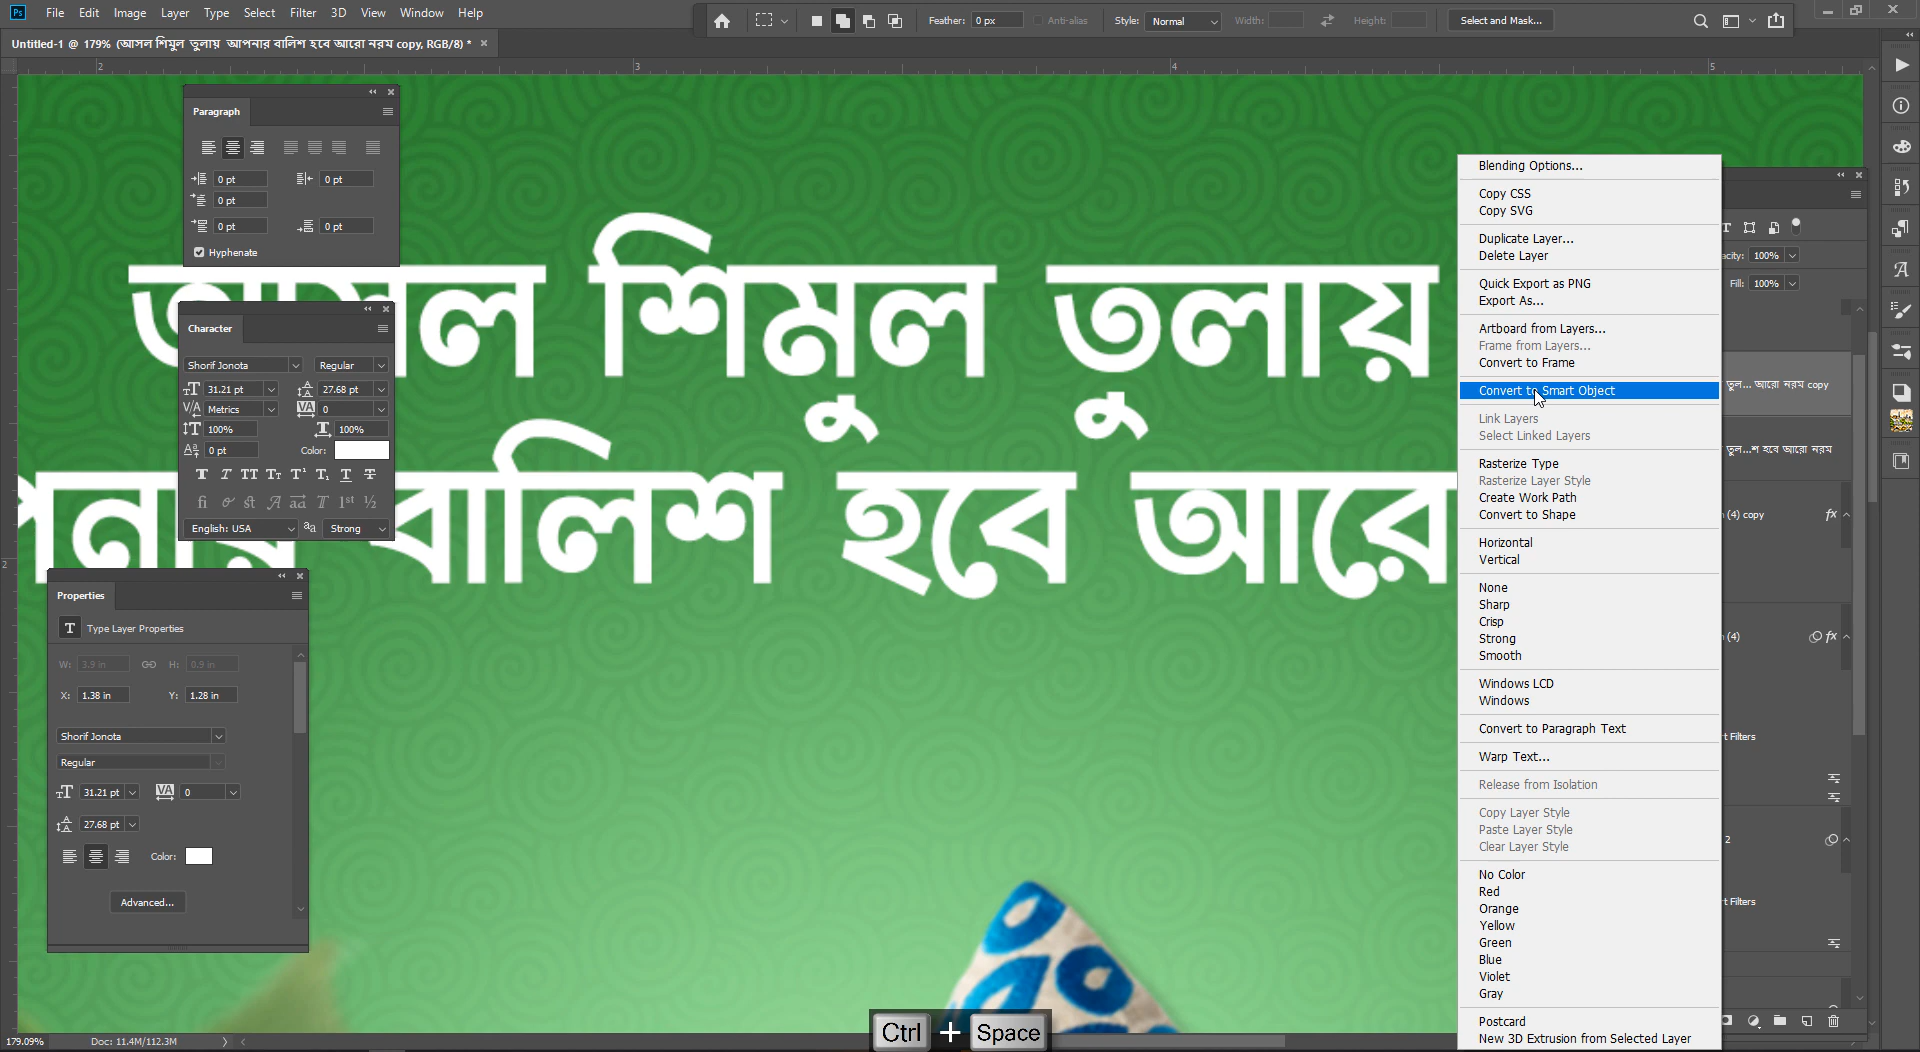 File Edit Image Layer Type Select Filter 3D View Window Help
Feather: 0 px Anti-alias Style: Normal Width: Height: Select and Mask...
Untitled-1 @ 179% (আসল শিমুল তুলায় আপনার বালিশ হবে আরো নরম copy, RGB/8) *
2 3 4 5
Paragraph
0 pt 0 pt
0 pt
0 pt 0 pt
Hyphenate
শিমুল তুলায়
বালিশ হবে
Character
Shorif Jonota Regular
31.21 pt 27.68 pt
Metrics 0
100% 100%
0 pt Color:
English: USA Strong
Properties
Type Layer Properties
W: 3.9 in H: 0.9 in
X: 1.38 in Y: 1.28 in
Shorif Jonota
Regular
31.21 pt 0
27.68 pt
Color:
Advanced...
Blending Options...
Copy CSS
Copy SVG
Duplicate Layer...
Delete Layer
Quick Export as PNG
Export As...
Artboard from Layers...
Frame from Layers...
Convert to Frame
Convert to Smart Object
Link Layers
Select Linked Layers
Rasterize Type
Rasterize Layer Style
Create Work Path
Convert to Shape
Horizontal
Vertical
None
Sharp
Crisp
Strong
Smooth
Windows LCD
Windows
Convert to Paragraph Text
Warp Text...
Release from Isolation
Copy Layer Style
Paste Layer Style
Clear Layer Style
No Color
Red
Orange
Yellow
Green
Blue
Violet
Gray
Postcard
New 3D Extrusion from Selected Layer
acity: 100%
Fill: 100%
তুল... আরো নরম copy
তুল...শ হবে আরো নরম
(4) copy fx
(4) fx
t Filters
2
t Filters
Ctrl + Space
179.09% Doc: 11.4M/112.3M